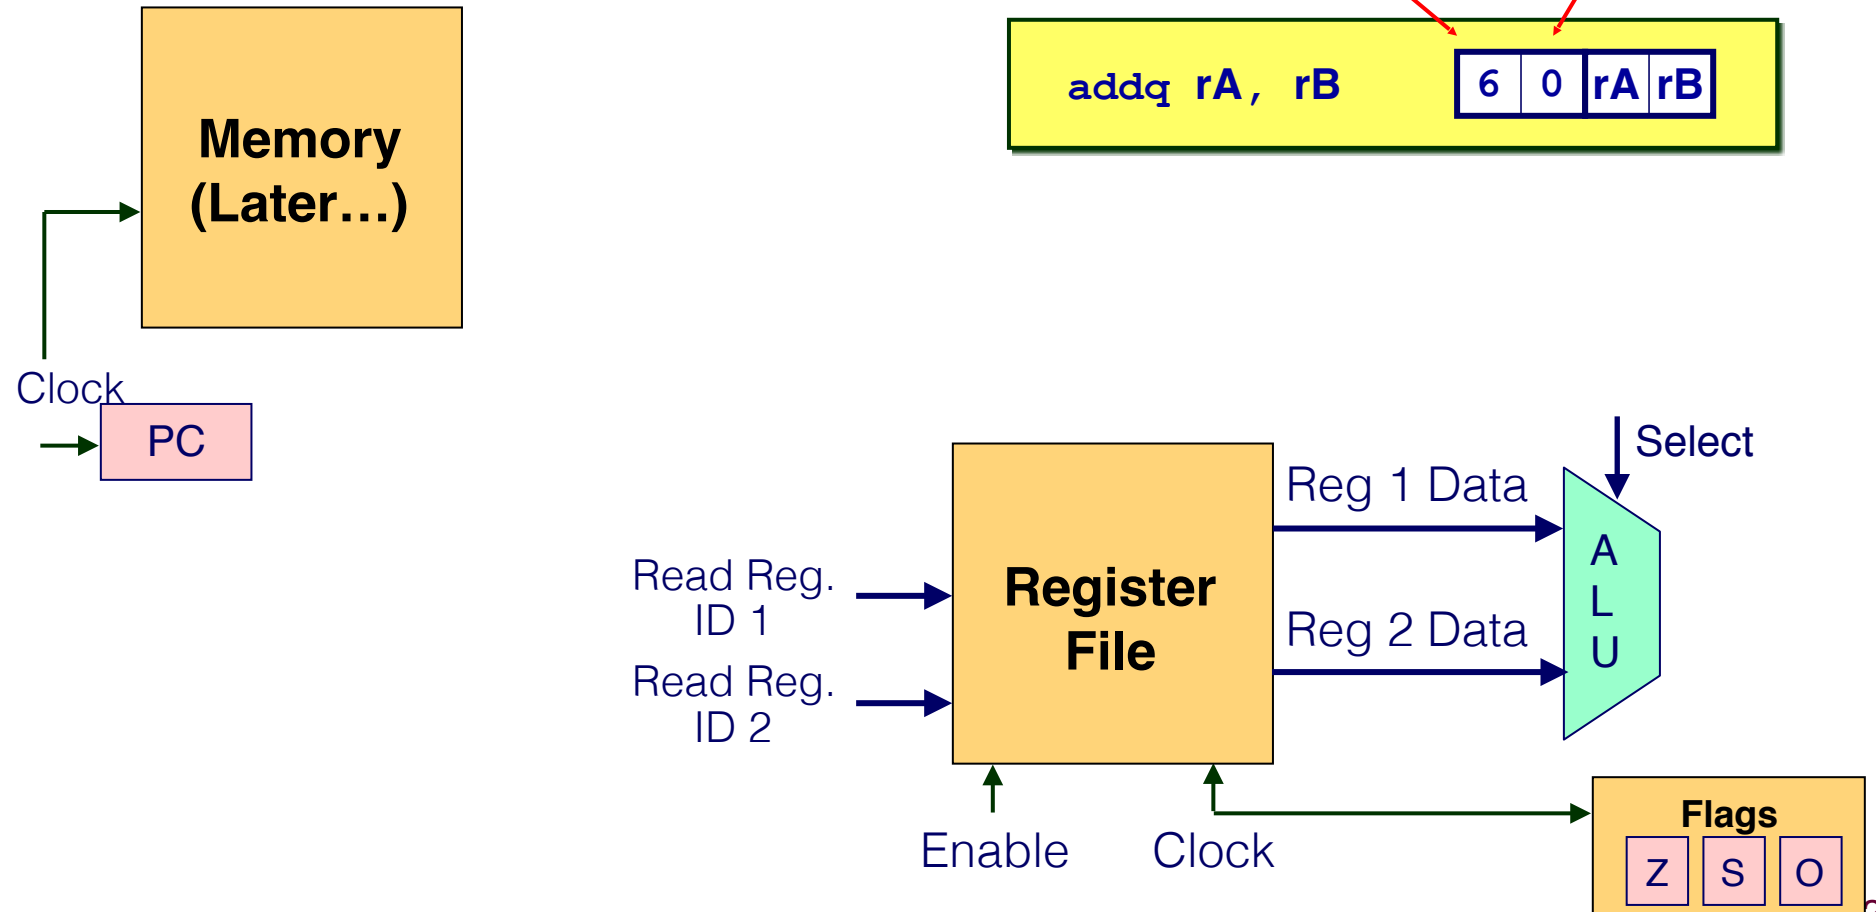 Memory
(Later…)
addq rA, rB
6 0 rA rB
Clock
PC
Select
Reg 1 Data
A
L
U
Read Reg.
ID 1
Register
File
Reg 2 Data
Read Reg.
ID 2
Enable
Clock
Flags
Z S O